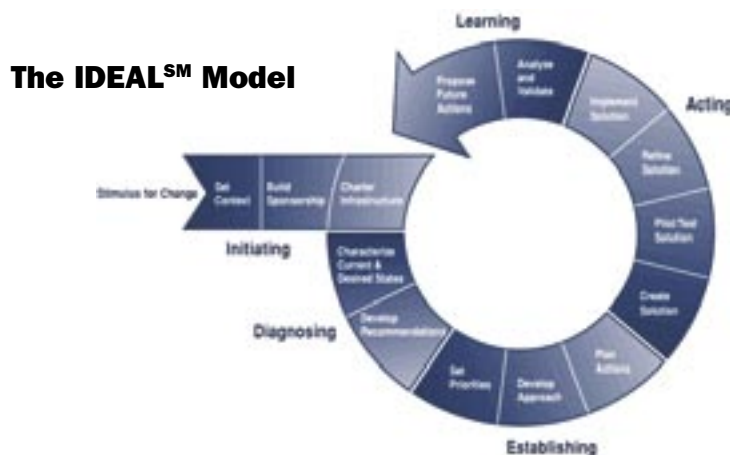 The IDEAL℠ Model
Learning
Acting
Stimulus for Change
Set
Context
Build
Sponsorship
Charter
Infrastructure
Initiating
Characterize
Current &
Desired States
Develop
Recommendations
Diagnosing
Set
Priorities
Develop
Approach
Plan
Actions
Establishing
Create
Solution
Pilot/Test
Solution
Refine
Solution
Implement
Solution
Analyze
and
Validate
Propose
Future
Actions